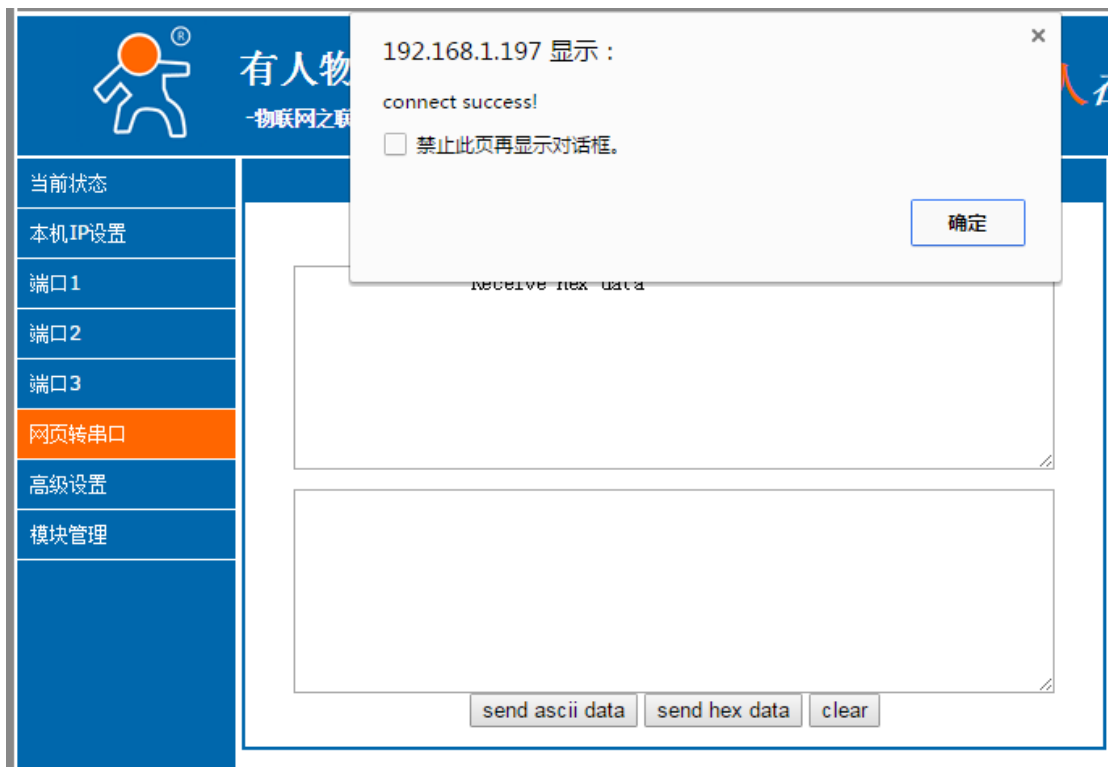 ®
有人物
-物联网之联
人在
192.168.1.197 显示：
connect success!
禁止此页再显示对话框。
确定
当前状态
本机IP设置
端口1
端口2
端口3
网页转串口
高级设置
模块管理
Receive hex data
send ascii data
send hex data
clear